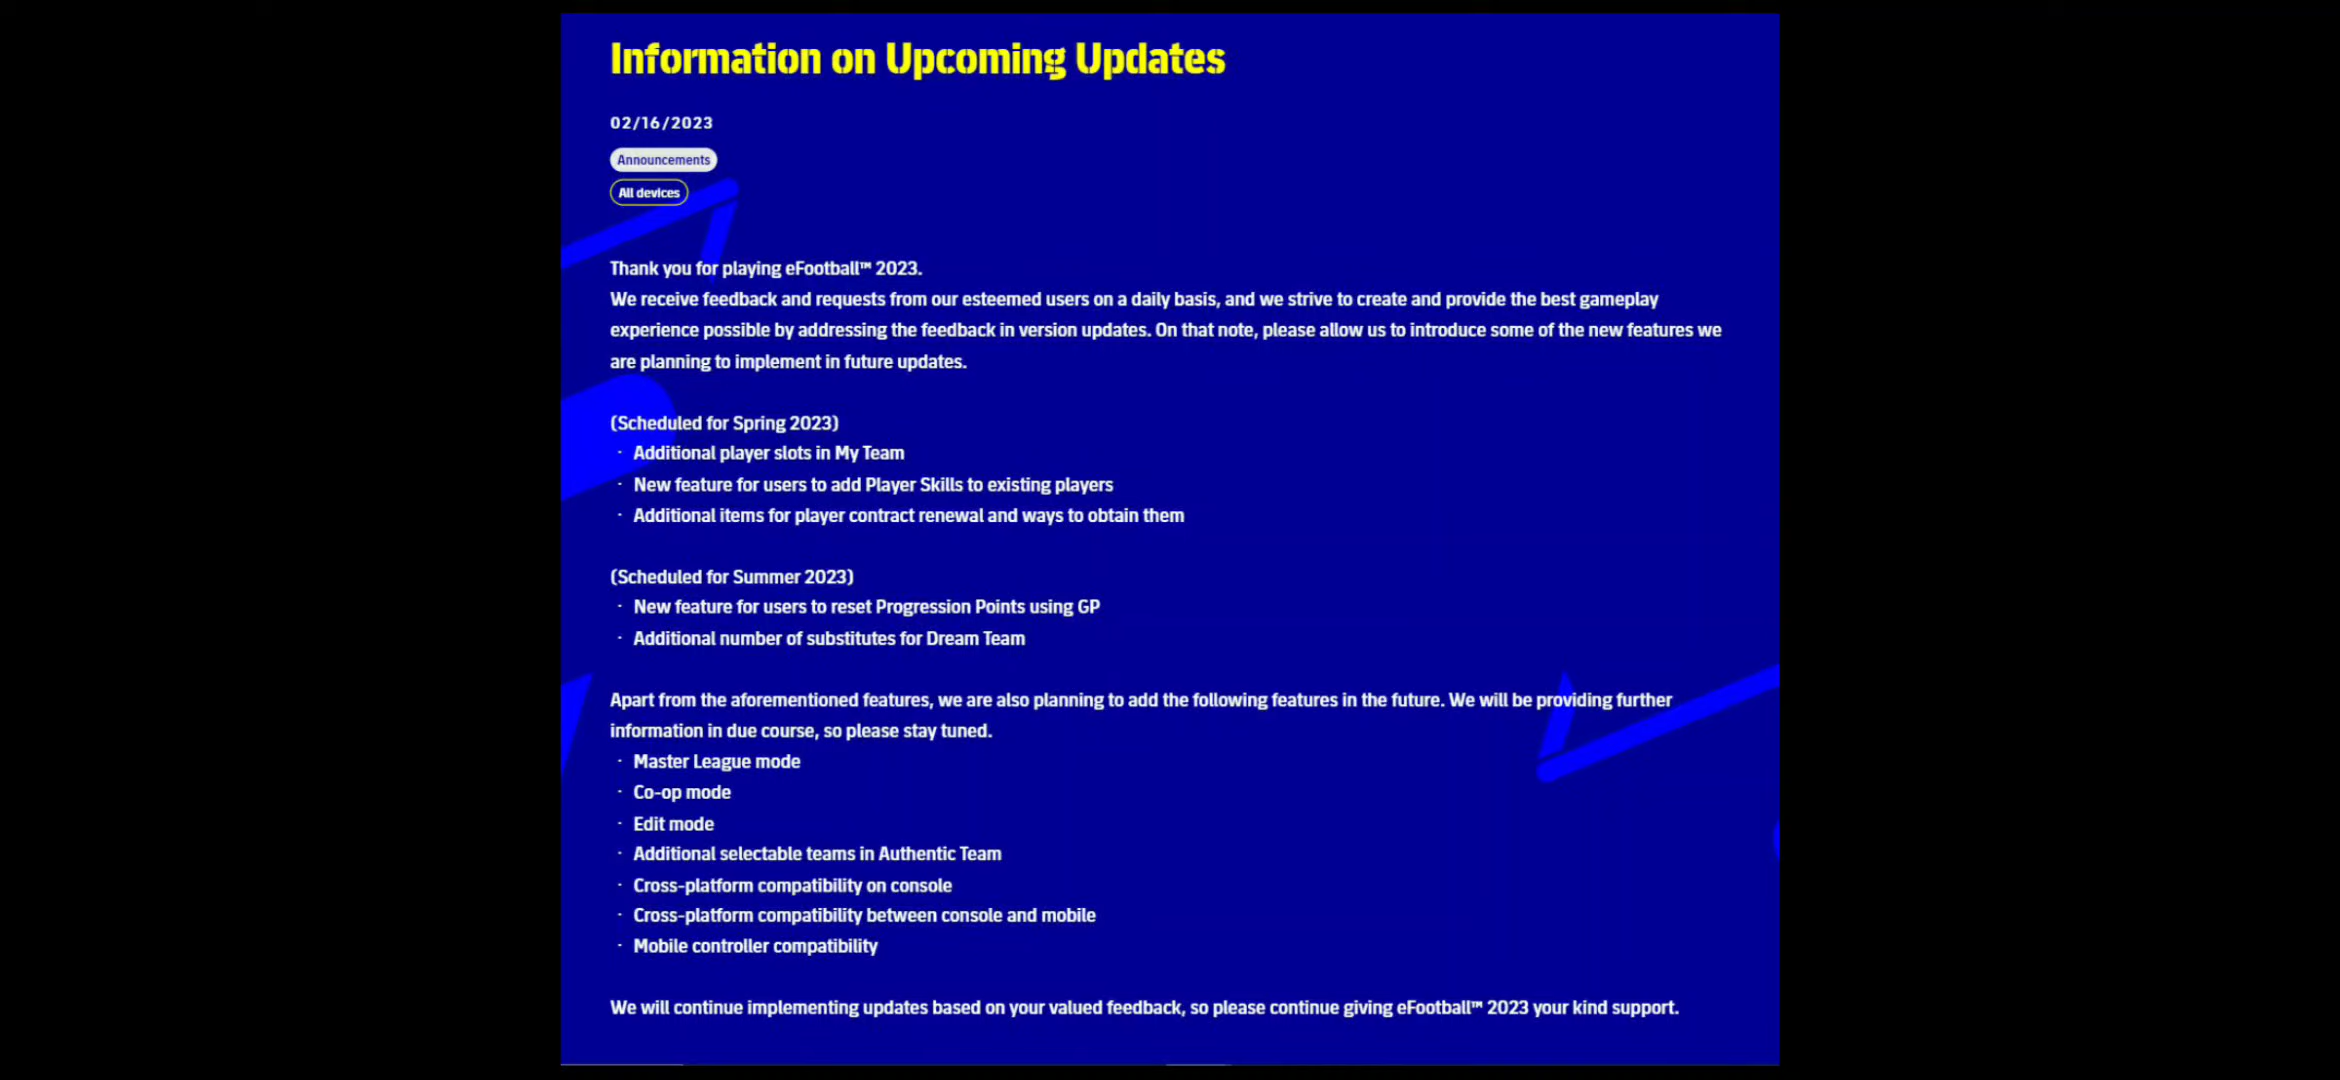 Information on Upcoming Updates
02/16/2023
Announcements
All devices
Thank you for playing eFootball™ 2023.
We receive feedback and requests from our esteemed users on a daily basis, and we strive to create and provide the best gameplay
experience possible by addressing the feedback in version updates. On that note, please allow us to introduce some of the new features we
are planning to implement in future updates.
(Scheduled for Spring 2023)
・ Additional player slots in My Team
・ New feature for users to add Player Skills to existing players
・ Additional items for player contract renewal and ways to obtain them
(Scheduled for Summer 2023)
・ New feature for users to reset Progression Points using GP
・ Additional number of substitutes for Dream Team
Apart from the aforementioned features, we are also planning to add the following features in the future. We will be providing further
information in due course, so please stay tuned.
・ Master League mode
・ Co-op mode
・ Edit mode
・ Additional selectable teams in Authentic Team
・ Cross-platform compatibility on console
・ Cross-platform compatibility between console and mobile
・ Mobile controller compatibility
We will continue implementing updates based on your valued feedback, so please continue giving eFootball™ 2023 your kind support.